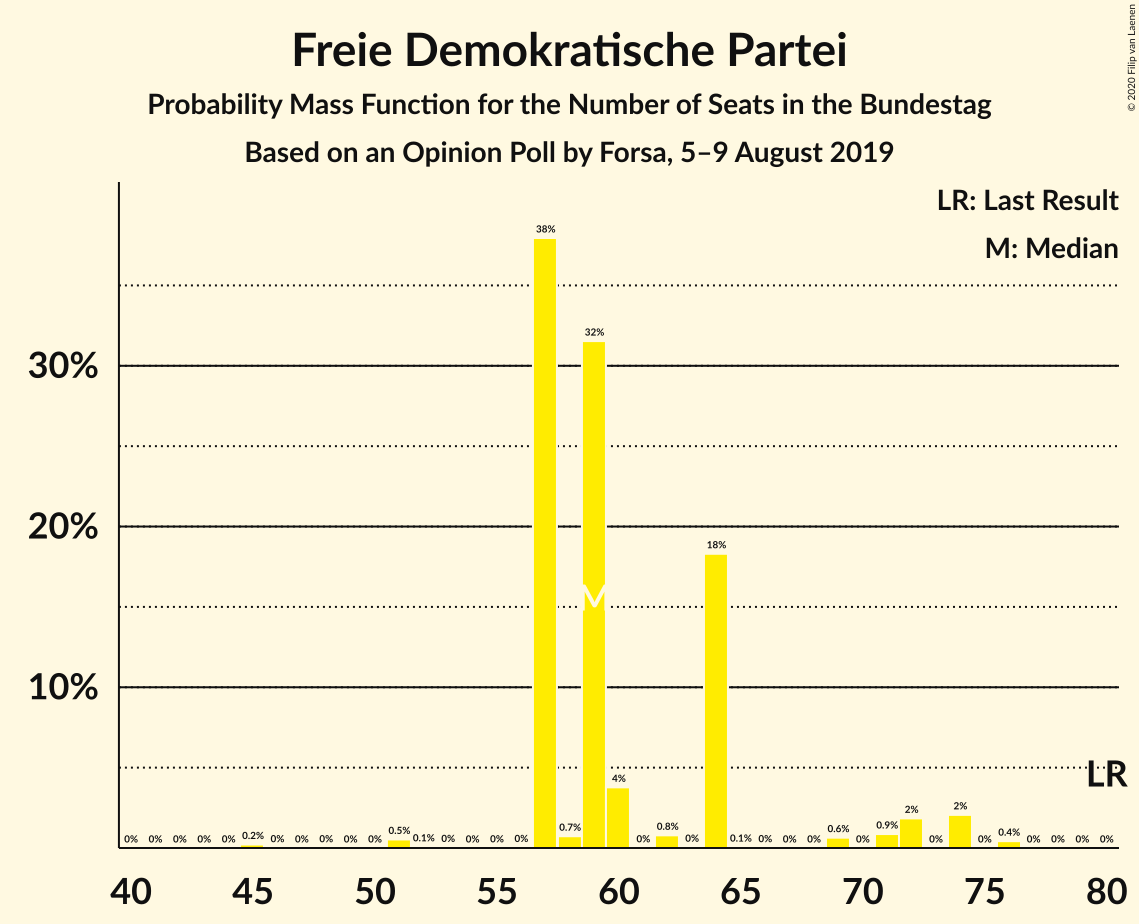 Freie Demokratische Partei
Probability Mass Function for the Number of Seats in the Bundestag
Based on an Opinion Poll by Forsa, 5–9 August 2019
© 2020 Filip van Laenen
LR: Last Result
M: Median
38%
32%
30%
20%
18%
M
10%
LR
4%
2%
2%
0% 0% 0% 0% 0% 0.2% 0% 0% 0% 0% 0% 0.5% 0.1% 0% 0% 0% 0% 0.7% 0% 0.8% 0% 0.1% 0% 0% 0% 0.6% 0% 0.9% 0% 0% 0.4% 0% 0% 0% 0%
40 45 50 55 60 65 70 75 80